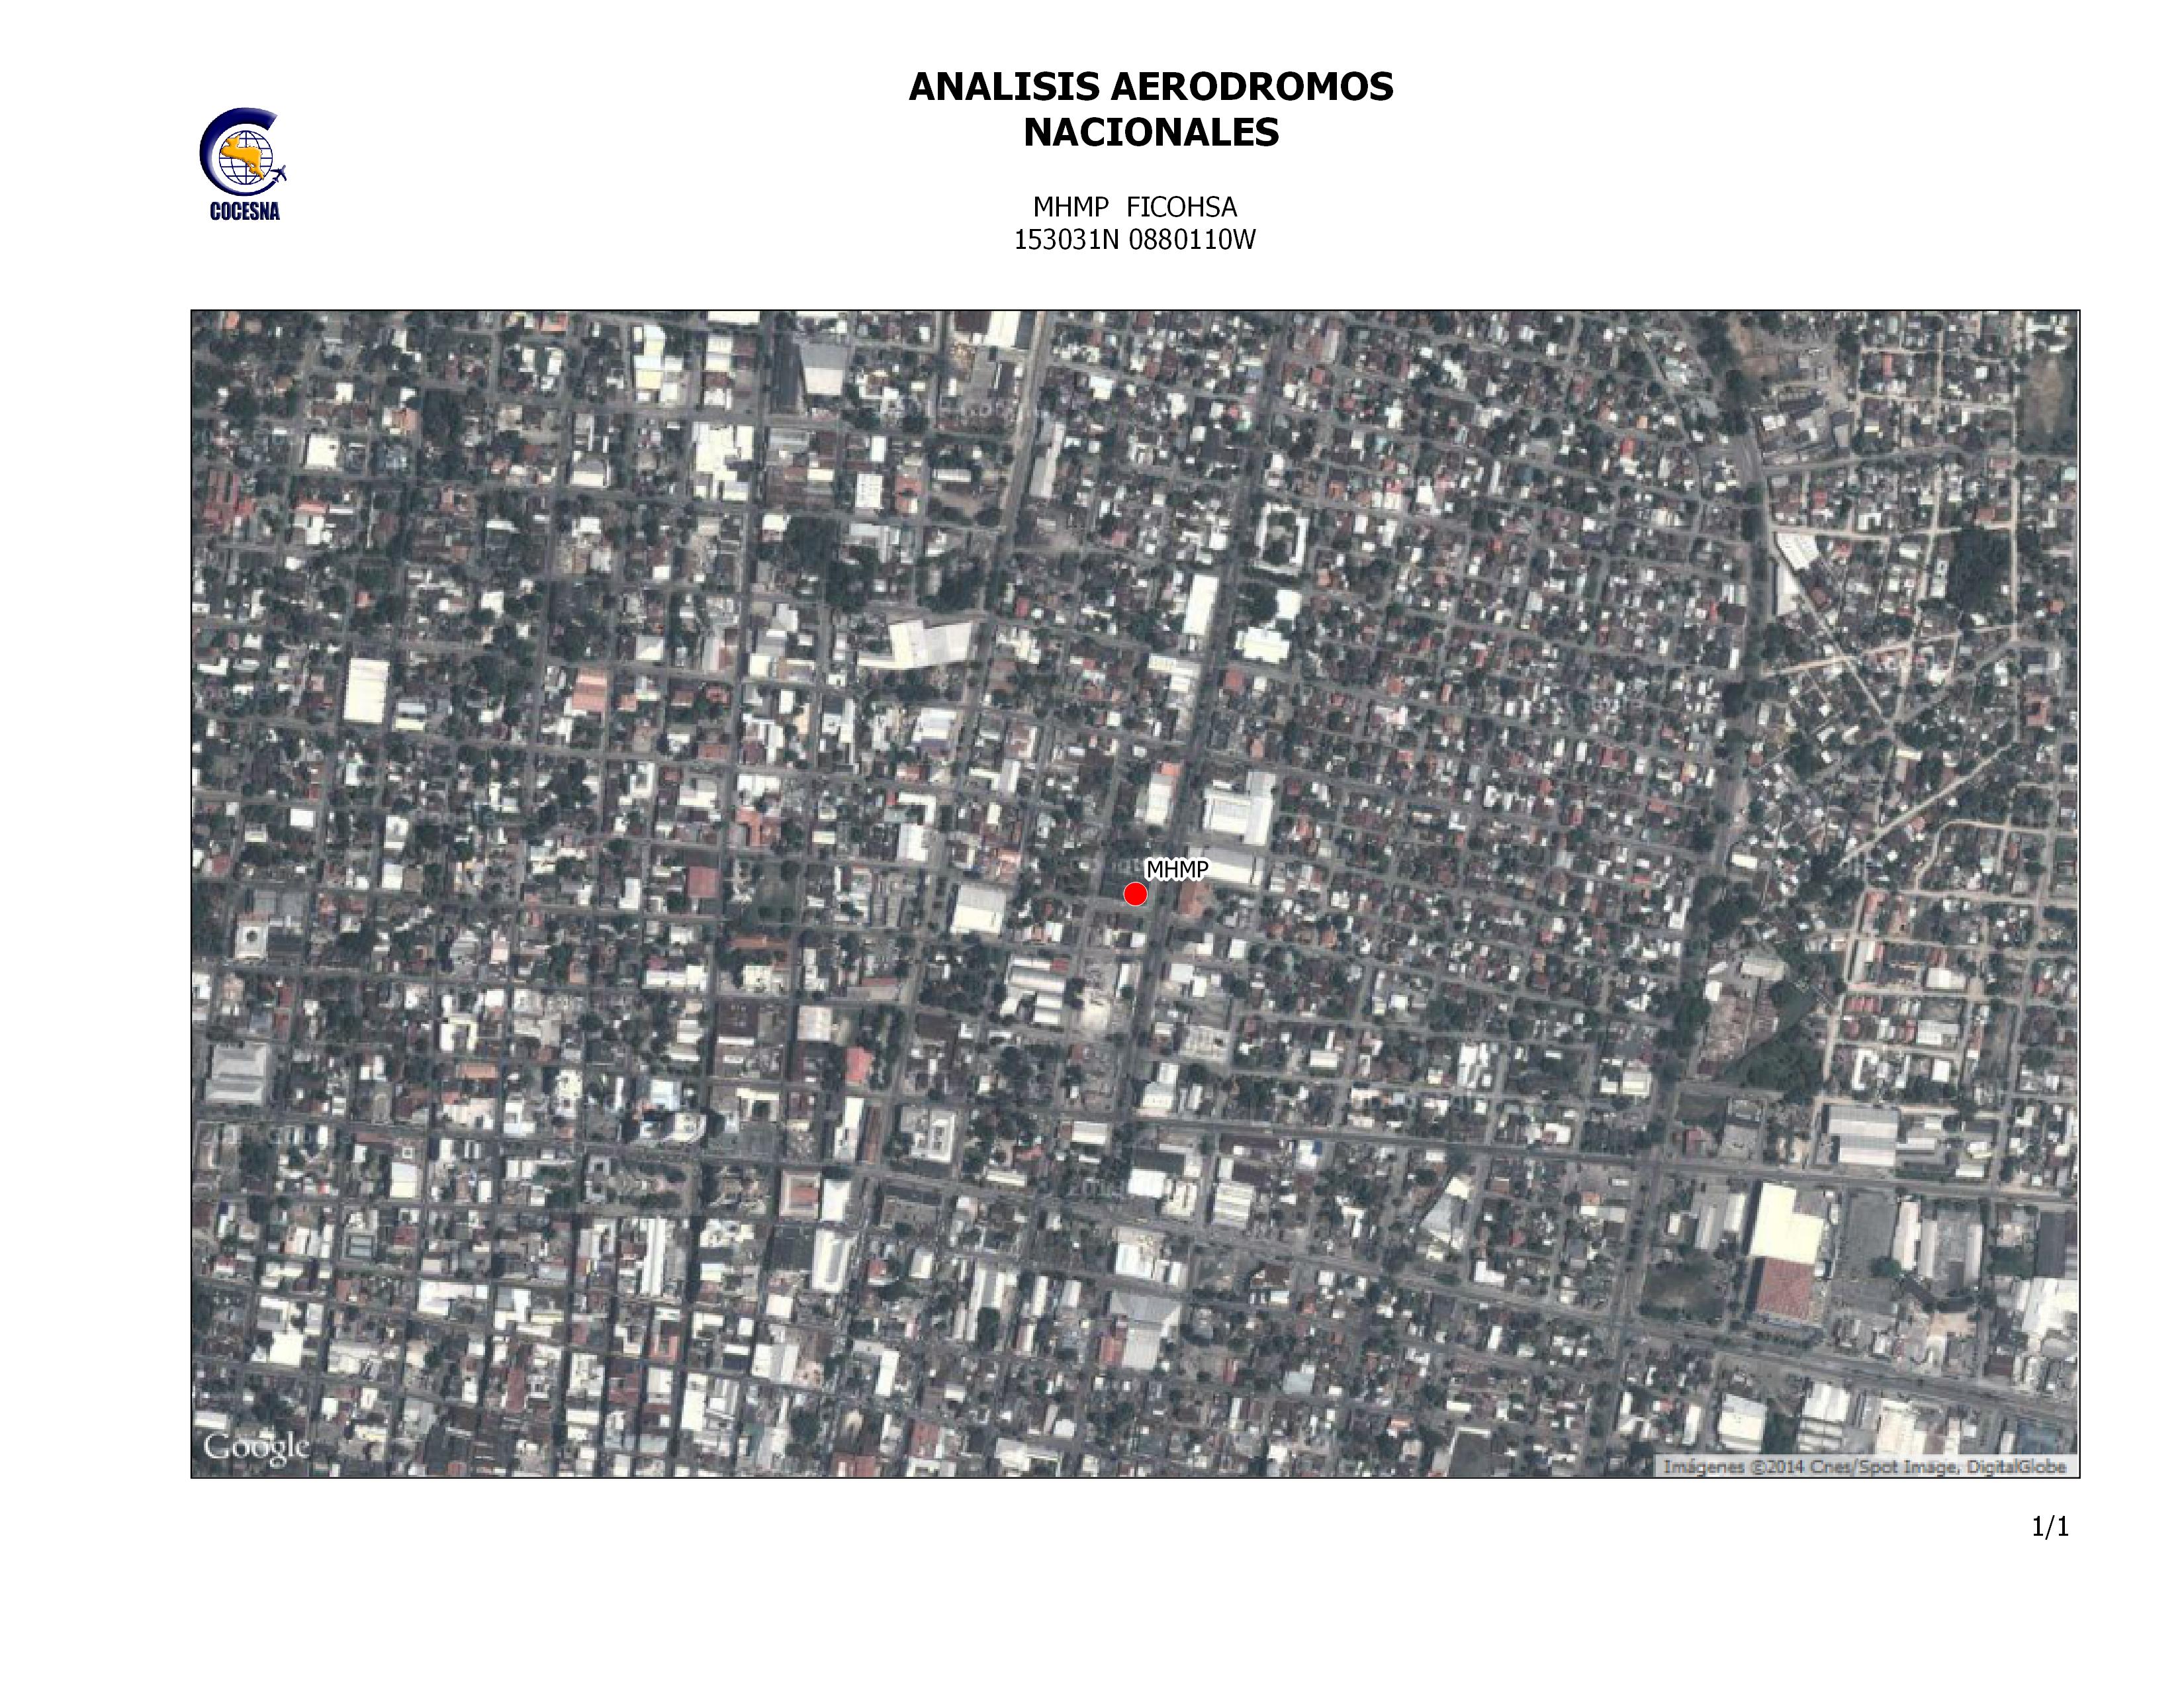 ANALISIS AERODROMOS
NACIONALES
COCESNA
MHMP FICOHSA
153031N 0880110W
MHMP
Google
Imágenes ©2014 Cnes/Spot Image, DigitalGlobe
1/1